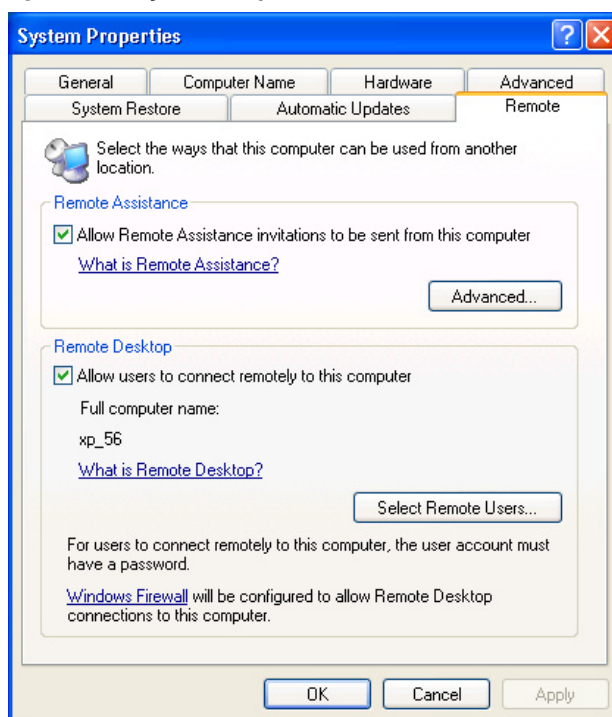 System Properties
General Computer Name Hardware Advanced
System Restore Automatic Updates Remote
Select the ways that this computer can be used from another
location.
Remote Assistance
Allow Remote Assistance invitations to be sent from this computer
What is Remote Assistance?
Advanced...
Remote Desktop
Allow users to connect remotely to this computer
Full computer name:
xp_56
What is Remote Desktop?
Select Remote Users...
For users to connect remotely to this computer, the user account must
have a password.
Windows Firewall will be configured to allow Remote Desktop
connections to this computer.
OK Cancel Apply